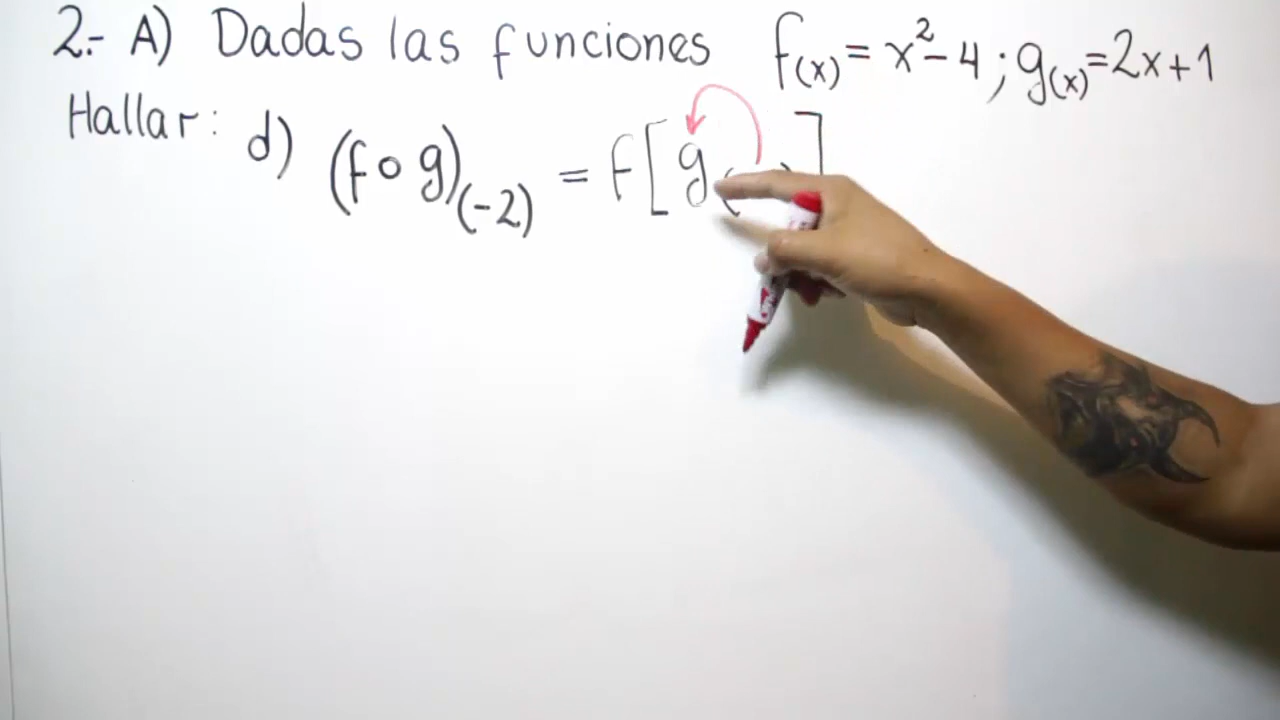 2.- A) Dadas las funciones f(x) = x² - 4 ; g(x) = 2x + 1
Hallar: d) (f o g)(-2) = f[g( )]